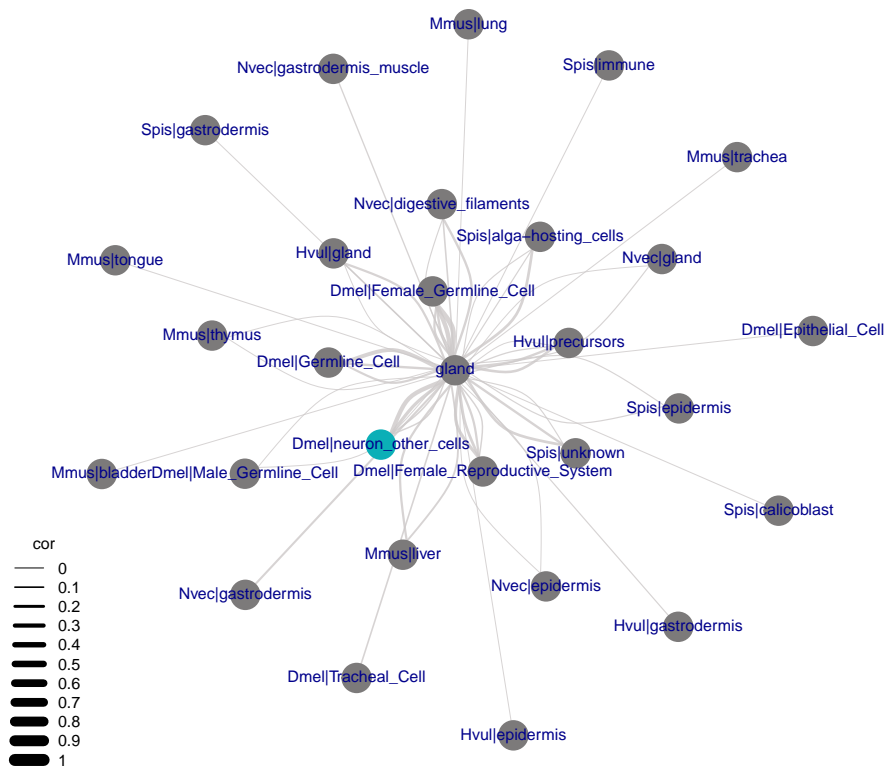 Mmus|lung
Spis|immune
Nvec|gastrodermis_muscle
Spis|gastrodermis
Mmus|trachea
Nvec|digestive_filaments
Spis|alga−hosting_cells
Hvul|gland
Nvec|gland
Mmus|tongue
Dmel|Female_Germline_Cell
Mmus|thymus
Dmel|Epithelial_Cell
Hvul|precursors
Dmel|Germline_Cell
gland
Spis|epidermis
Dmel|neuron_other_cells
Spis|unknown
Mmus|bladder
Dmel|Male_Germline_Cell
Dmel|Female_Reproductive_System
Spis|calicoblast
cor
Mmus|liver
0
0.1
Nvec|epidermis
Nvec|gastrodermis
0.2
0.3
Hvul|gastrodermis
0.4
0.5
Dmel|Tracheal_Cell
0.6
0.7
0.8
Hvul|epidermis
0.9
1